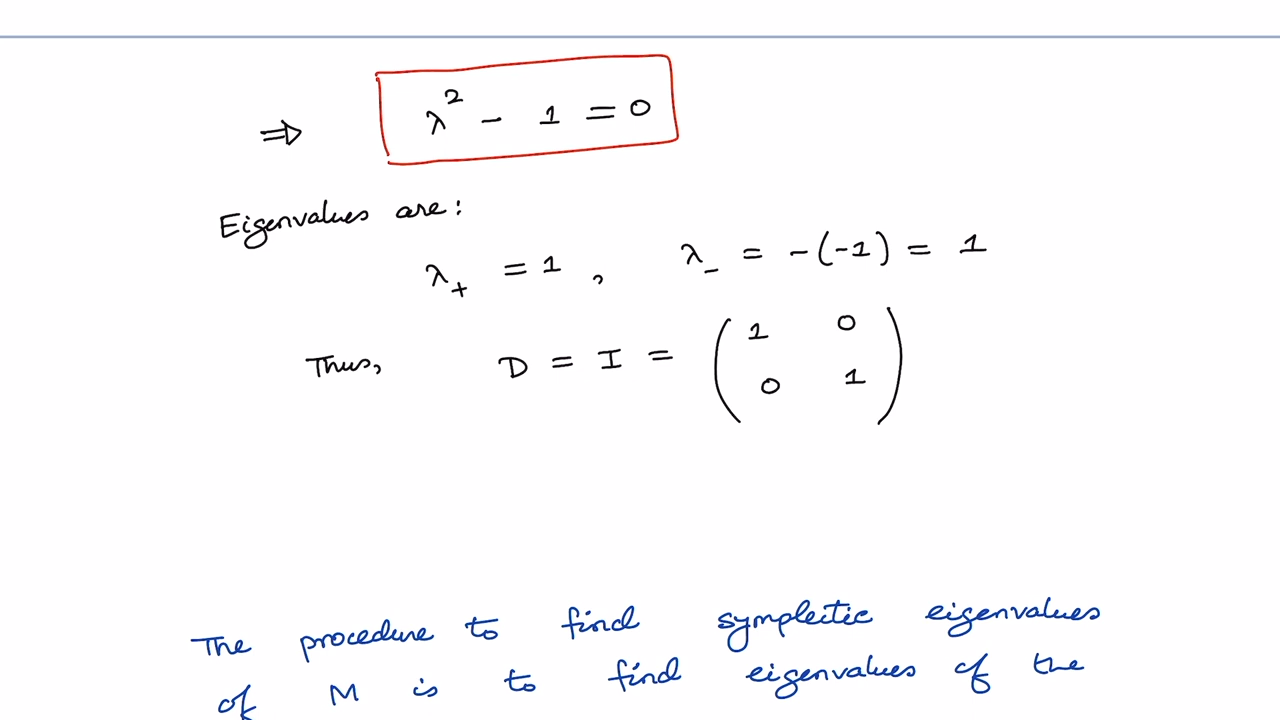 ⇒ λ² - 1 = 0
Eigenvalues are:
λ₊ = 1 , λ₋ = -(-1) = 1
Thus, D = I = ( 1 0
0 1 )
The procedure to find symplectic eigenvalues
of M is to find eigenvalues of the